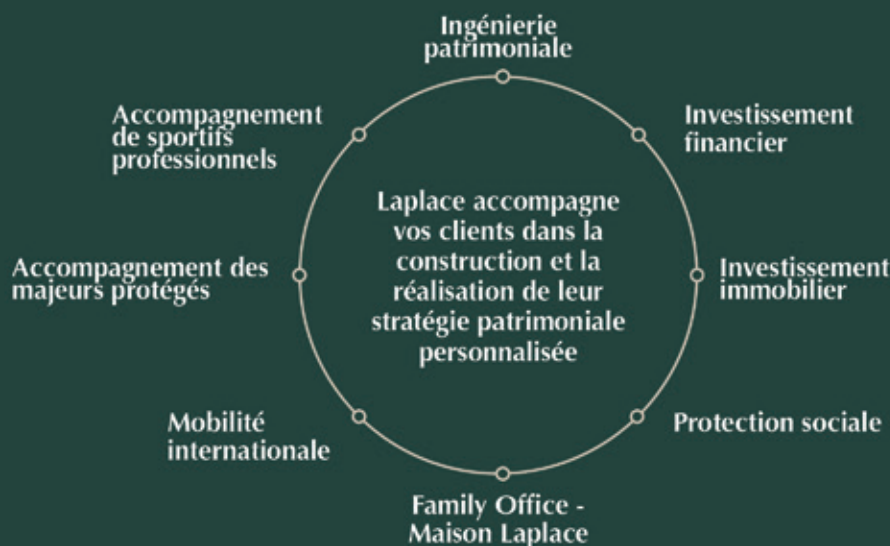 Ingénierie
patrimoniale
Accompagnement
de sportifs
professionnels
Investissement
financier
Laplace accompagne
vos clients dans la
construction et la
réalisation de leur
stratégie patrimoniale
personnalisée
Accompagnement des
majeurs protégés
Investissement
immobilier
Mobilité
internationale
Protection sociale
Family Office -
Maison Laplace